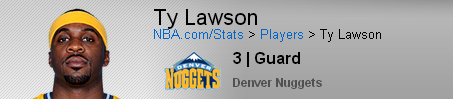 Ty Lawson
NBA.com/Stats > Players > Ty Lawson
3 | Guard
DENVER
NUGGETS
Denver Nuggets